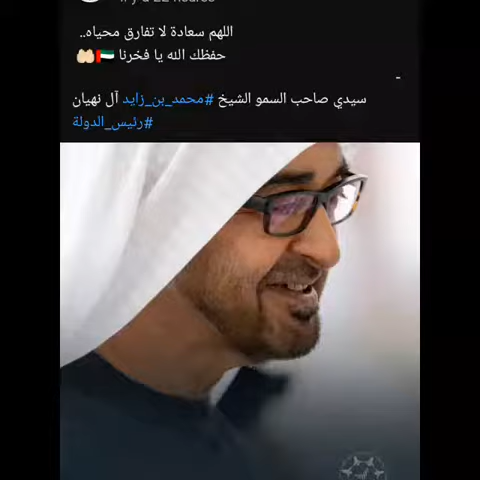 اللهم سعادة لا تفارق محياه..
حفظك الله يا فخرنا 🇦🇪🤲🏼
-
سيدي صاحب السمو الشيخ #محمد_بن_زايد آل نهيان
#رئيس_الدولة